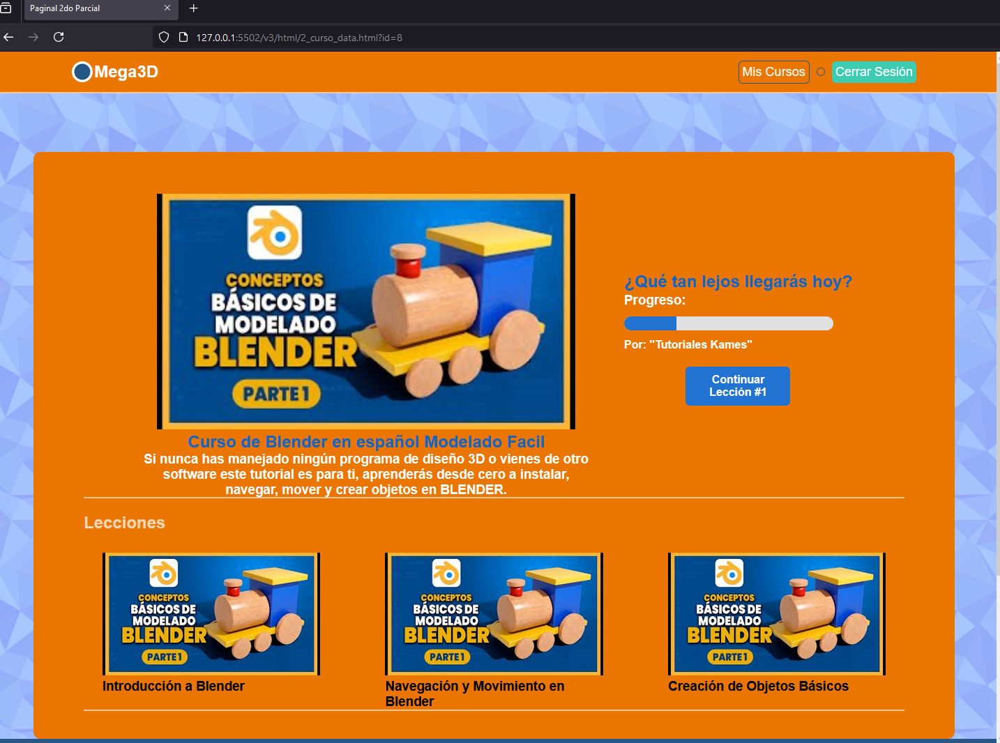 Paginal 2do Parcial
127.0.0.1:5502/v3/html/2_curso_data.html?id=8
Mega3D
Mis Cursos
Cerrar Sesión
CONCEPTOS
BÁSICOS DE
MODELADO
BLENDER
PARTE 1
¿Qué tan lejos llegarás hoy?
Progreso:
Por: "Tutoriales Kames"
Continuar
Lección #1
Curso de Blender en español Modelado Facil
Si nunca has manejado ningún programa de diseño 3D o vienes de otro
software este tutorial es para ti, aprenderás desde cero a instalar,
navegar, mover y crear objetos en BLENDER.
Lecciones
CONCEPTOS
BÁSICOS DE
MODELADO
BLENDER
PARTE 1
Introducción a Blender
CONCEPTOS
BÁSICOS DE
MODELADO
BLENDER
PARTE 1
Navegación y Movimiento en
Blender
CONCEPTOS
BÁSICOS DE
MODELADO
BLENDER
PARTE 1
Creación de Objetos Básicos